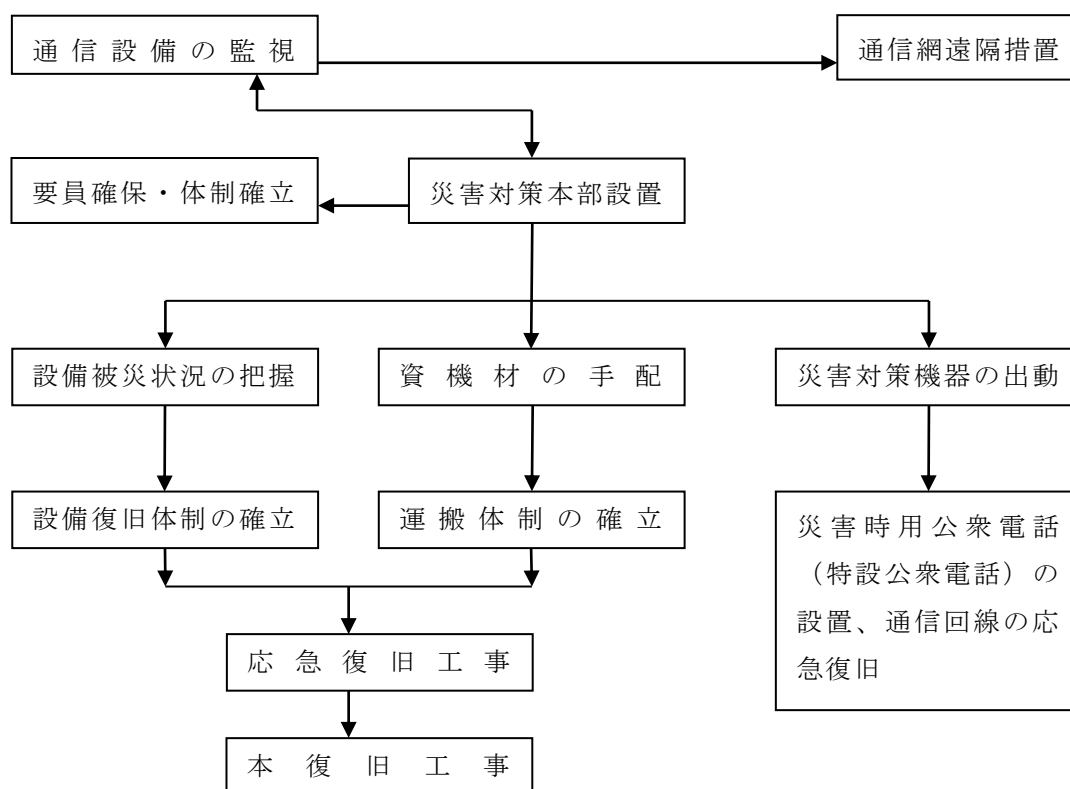 通信設備の監視
通信網遠隔措置
要員確保・体制確立
災害対策本部設置
設備被災状況の把握
資機材の手配
災害対策機器の出動
設備復旧体制の確立
運搬体制の確立
災害時用公衆電話
（特設公衆電話）の
設置、通信回線の応
急復旧
応急復旧工事
本復旧工事